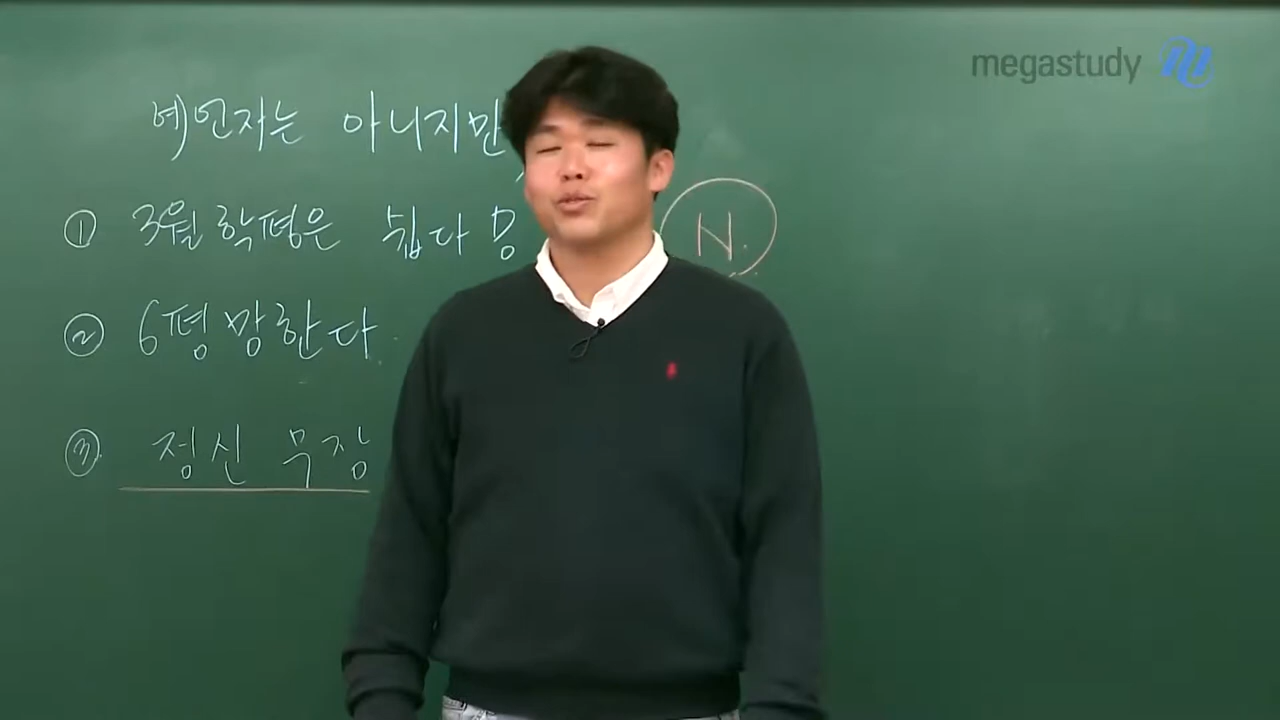 megastudy
예언자는 아니지만,
① 3월 학평은 쉽다
N.
② 6평 망한다.
③ 정신 무장